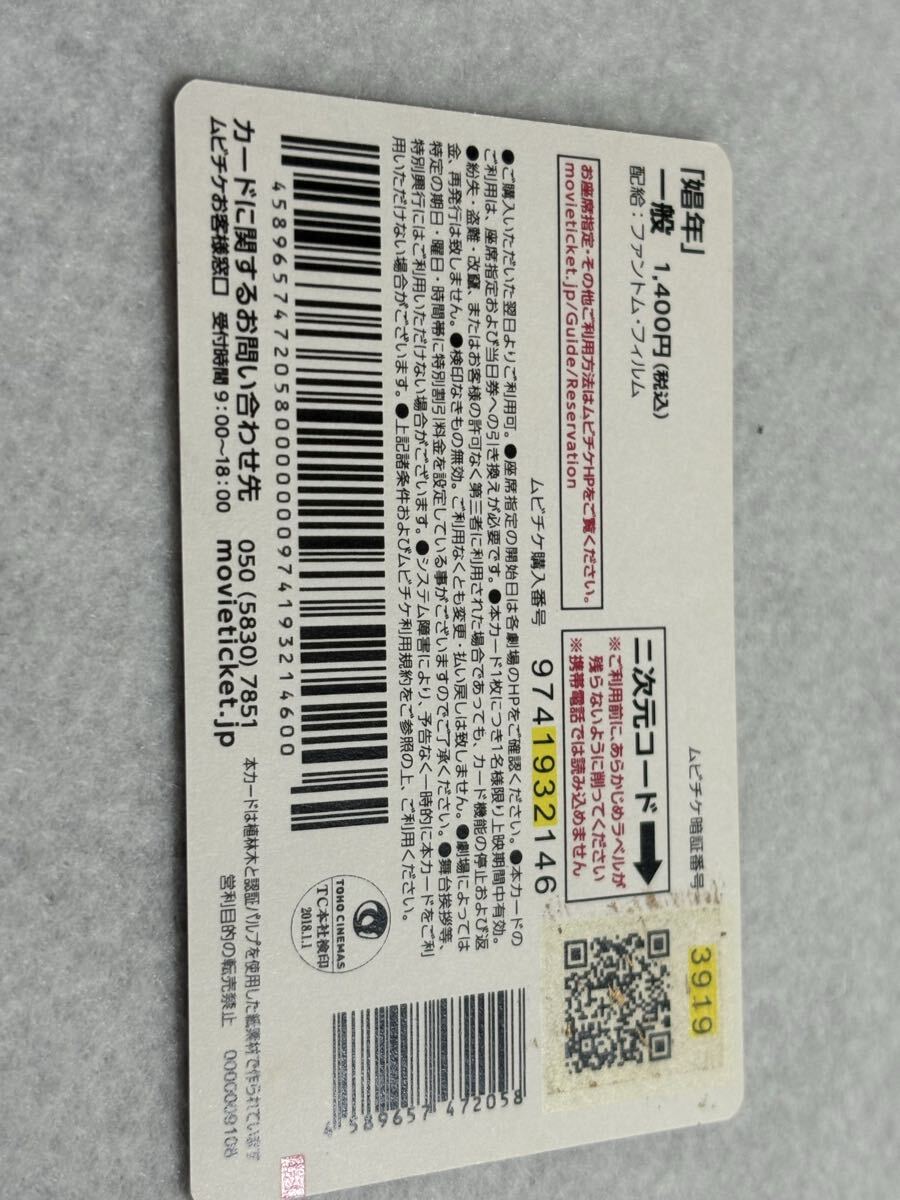 「娼年」
一般 1,400円(税込)
配給：ファントム・フィルム
お座席指定・その他ご利用方法はムビチケHPをご覧ください。
movieticket.jp/Guide/Reservation
ムビチケ暗証番号
3919
二次元コード
※ご利用前に、あらかじめラベルが
残らないように削ってください
※携帯電話では読み込めません
ムビチケ購入番号 9741932146
●ご購入いただいた翌日よりご利用可。●座席指定の開始日は各劇場のHPをご確認ください。●本カードの
ご利用は、座席指定および当日券への引き換えが必要です。●本カード1枚につき1名様限り上映期間中有効。
●紛失・盗難・改竄、またはお客様の許可なく第三者に利用された場合であっても、カード機能の停止および返
金、再発行は致しません。●検印なきもの無効。ご利用なくとも変更・払い戻しは致しません。●劇場によっては
特定の期日・曜日・時間帯に特別割引料金を設定している事がございますのでご了承ください。●舞台挨拶等、
特別興行にはご利用いただけない場合がございます。●システム障害により、予告なく一時的に本カードをご利
用いただけない場合がございます。●上記諸条件およびムビチケ利用規約をご参照の上、ご利用ください。
45896574720580000000974193214600
TOHO CINEMAS
TC本社検印
2018.1.1
4589657472058
カードに関するお問い合わせ先 050 (5830) 7851
ムビチケお客様窓口 受付時間 9:00〜18:00 movieticket.jp
本カードは植林木と認証パルプを使用した紙素材で作られています
営利目的の転売禁止 000009108